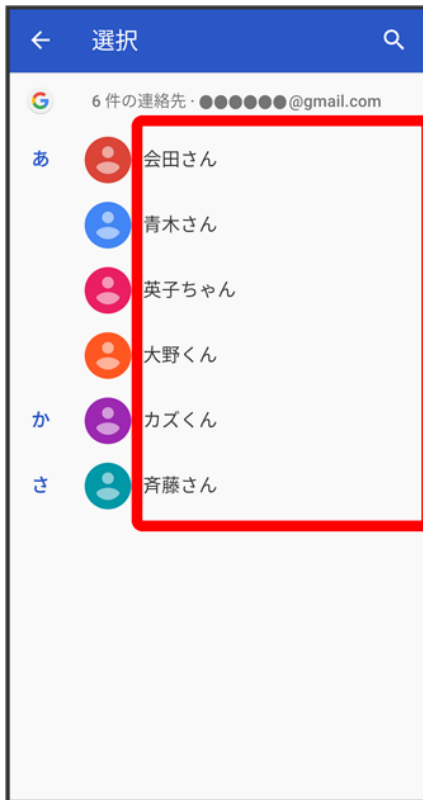 選択
6 件の連絡先 · ●●●●●●@gmail.com
あ
会田さん
青木さん
英子ちゃん
大野くん
か
カズくん
さ
斉藤さん